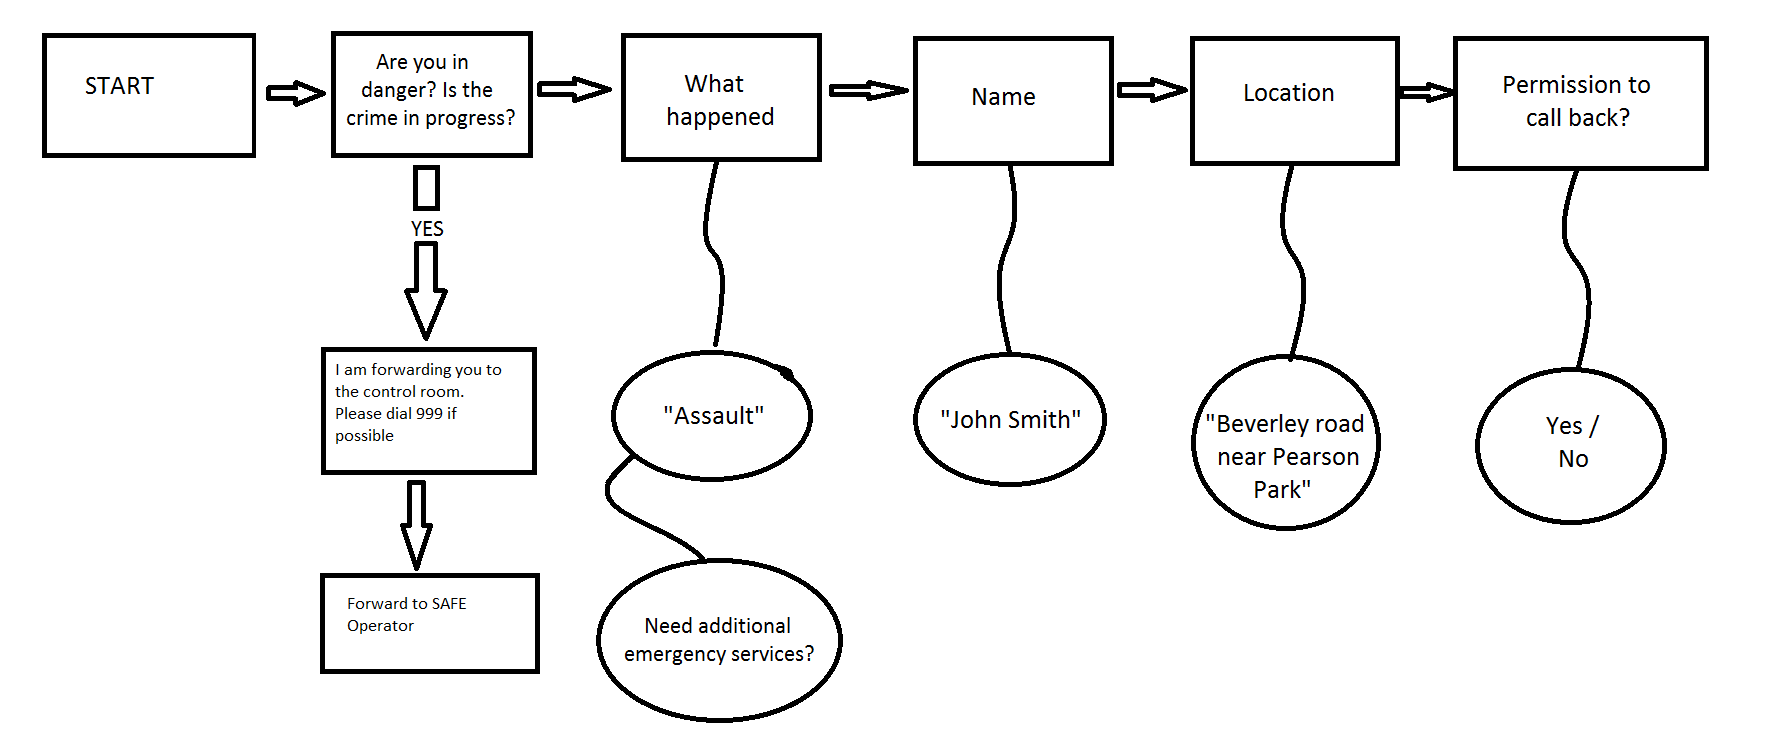 START
Are you in
danger? Is the
crime in progress?
What
happened
Name
Location
Permission to
call back?
YES
I am forwarding you to
the control room.
Please dial 999 if
possible
Forward to SAFE
Operator
"Assault"
Need additional
emergency services?
"John Smith"
"Beverley road
near Pearson
Park"
Yes /
No